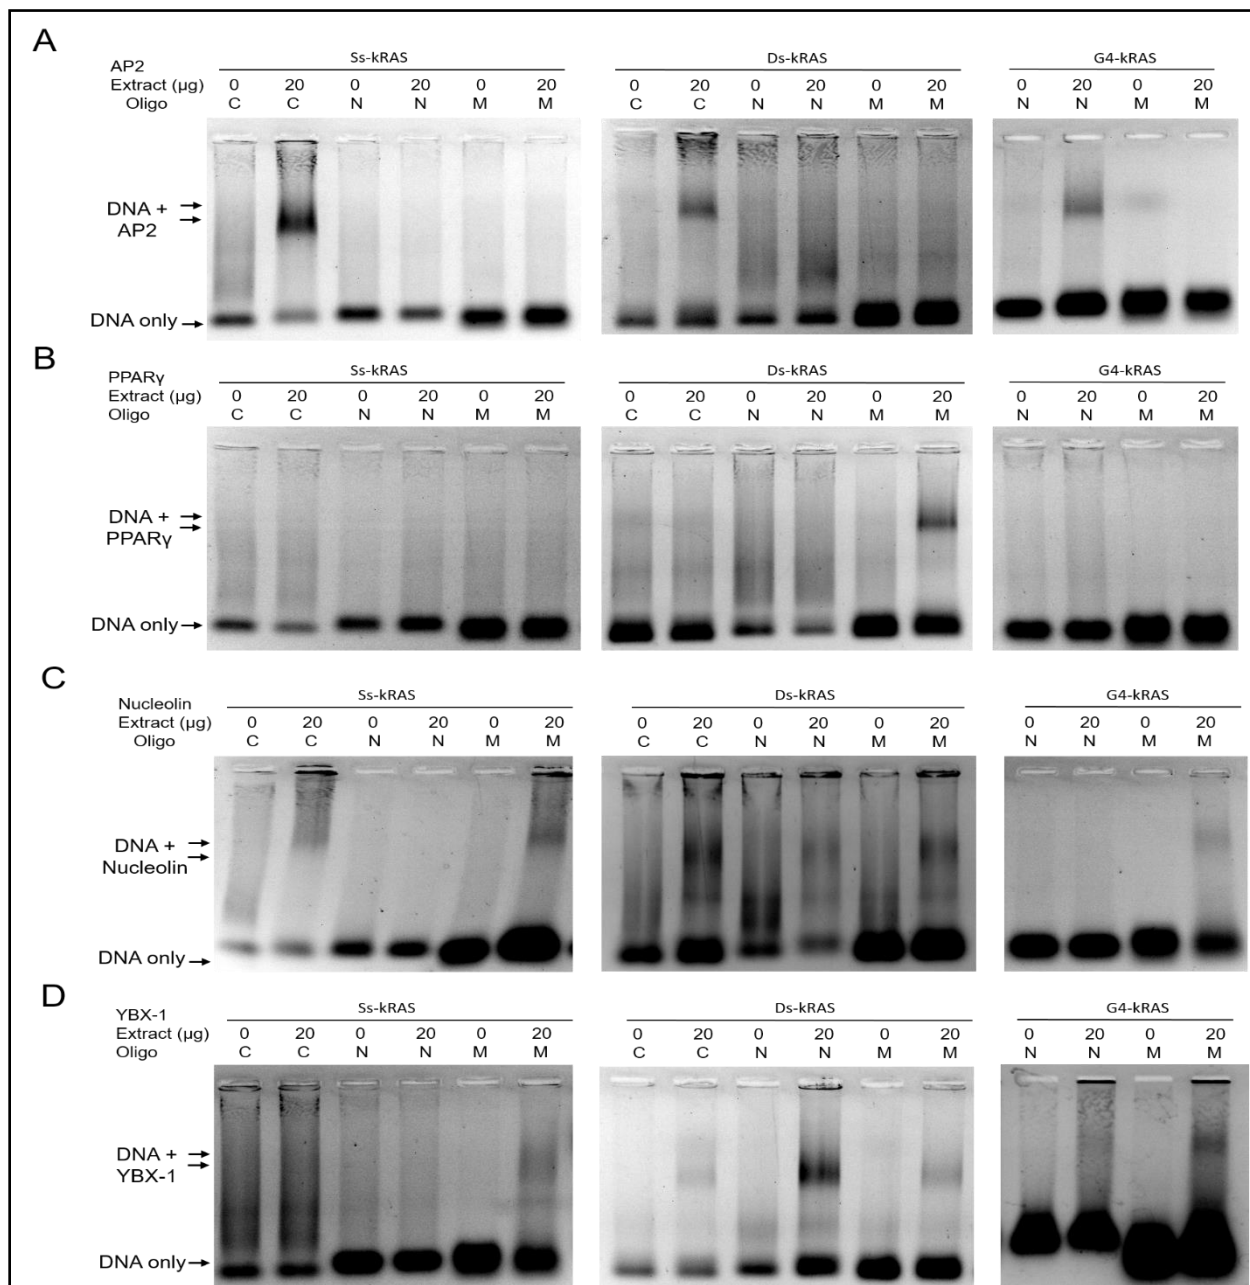 A
Ss-kRAS Ds-kRAS G4-kRAS
AP2
Extract (µg) 0 20 0 20 0 20 0 20 0 20 0 20 0 20 0 20
Oligo C C N N M M C C N N M M N N M M
DNA +
AP2
DNA only
B
Ss-kRAS Ds-kRAS G4-kRAS
PPARγ
Extract (µg) 0 20 0 20 0 20 0 20 0 20 0 20 0 20 0 20
Oligo C C N N M M C C N N M M N N M M
DNA +
PPARγ
DNA only
C
Ss-kRAS Ds-kRAS G4-kRAS
Nucleolin
Extract (µg) 0 20 0 20 0 20 0 20 0 20 0 20 0 20 0 20
Oligo C C N N M M C C N N M M N N M M
DNA +
Nucleolin
DNA only
D
Ss-kRAS Ds-kRAS G4-kRAS
YBX-1
Extract (µg) 0 20 0 20 0 20 0 20 0 20 0 20 0 20 0 20
Oligo C C N N M M C C N N M M N N M M
DNA +
YBX-1
DNA only